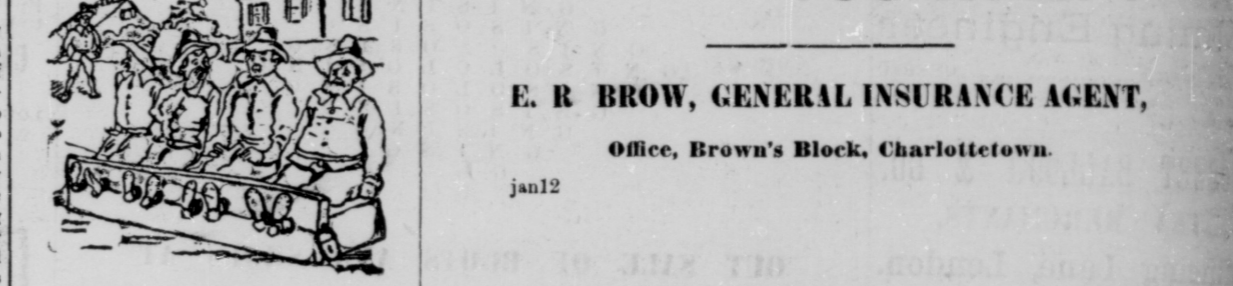 E. R BROW, GENERAL INSURANCE AGENT,
Office, Brown's Block, Charlottetown.
jan12